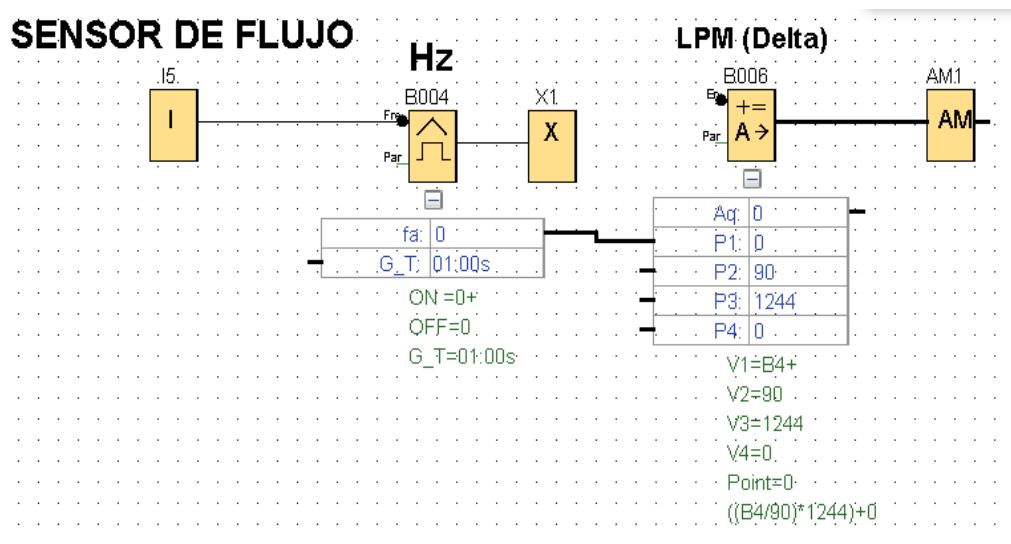 SENSOR DE FLUJO
Hz
LPM (Delta)
I5
B004
X1
B006
AM1
I
Fre
Par
X
En
Par
+=
A→
AM
fa: 0
G_T: 01:00s
ON =0+
OFF=0
G_T=01:00s
Aq: 0
P1: 0
P2: 90
P3: 1244
P4: 0
V1=B4+
V2=90
V3=1244
V4=0
Point=0
((B4/90)*1244)+0